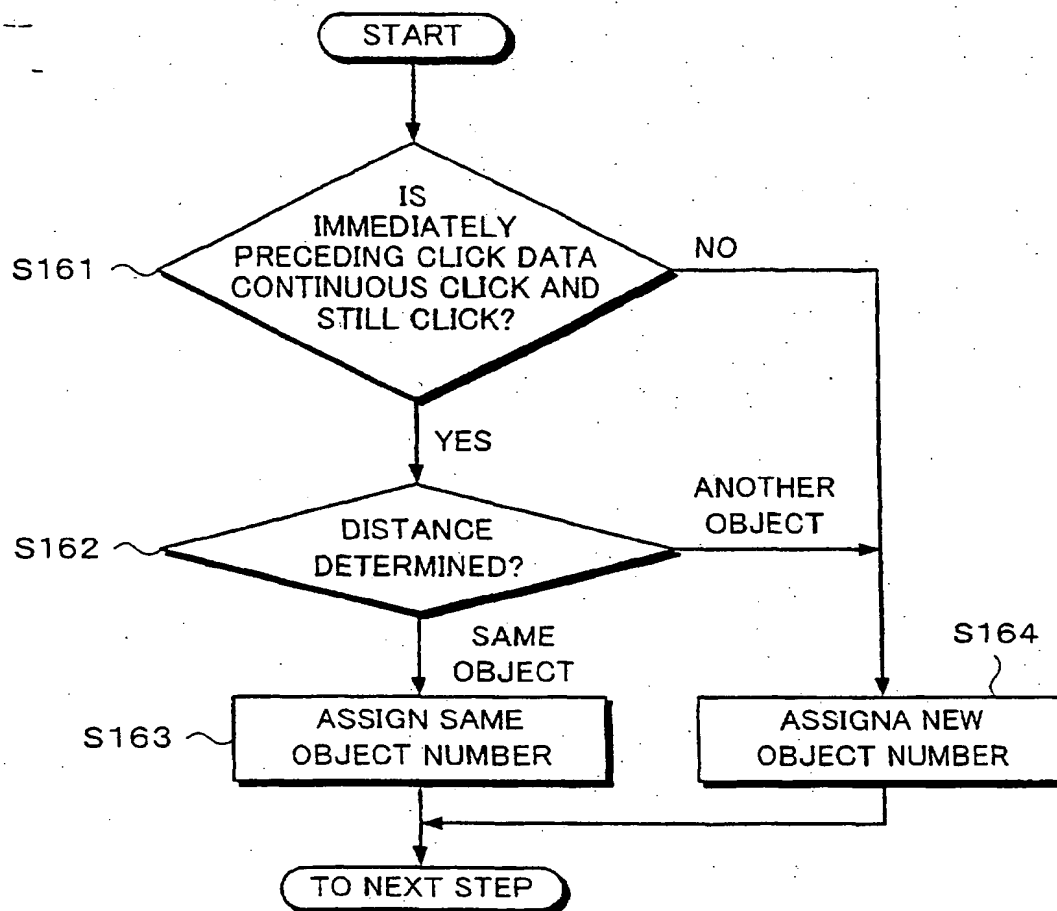 START
S161
IS
IMMEDIATELY
PRECEDING CLICK DATA
CONTINUOUS CLICK AND
STILL CLICK?
NO
YES
S162
DISTANCE
DETERMINED?
ANOTHER
OBJECT
SAME
OBJECT
S163
ASSIGN SAME
OBJECT NUMBER
S164
ASSIGNA NEW
OBJECT NUMBER
TO NEXT STEP